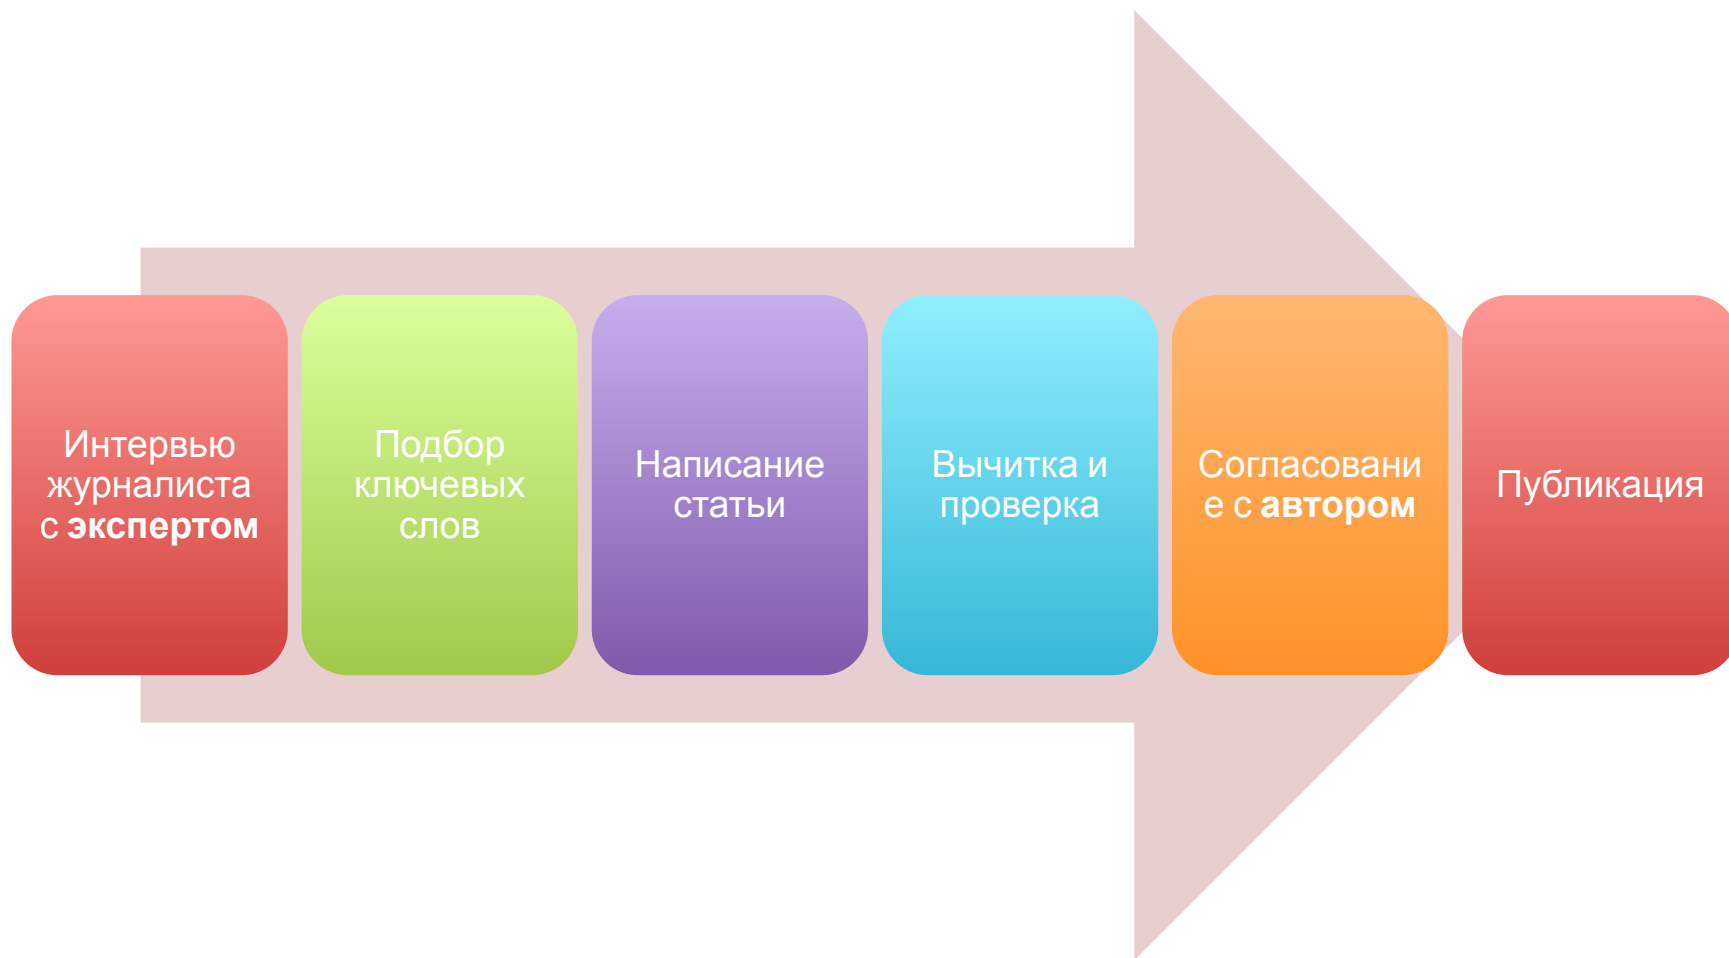 Интервью
журналиста
с экспертом
Подбор
ключевых
слов
Написание
статьи
Вычитка и
проверка
Согласовани
е с автором
Публикация